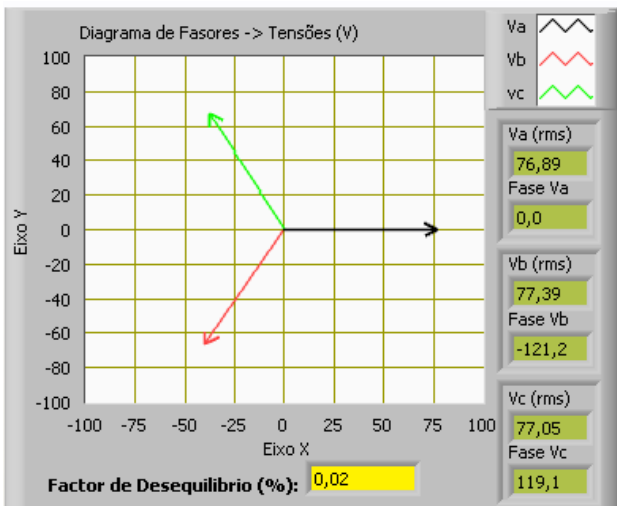 Diagrama de Fasores -> Tensões (V)
100
80
60
40
20
0
-20
-40
-60
-80
-100
Eixo Y
-100 -75 -50 -25 0 25 50 75 100
Eixo X
Factor de Desequilibrio (%): 0,02
Va
Vb
vc
Va (rms)
76,89
Fase Va
0,0
Vb (rms)
77,39
Fase Vb
-121,2
Vc (rms)
77,05
Fase Vc
119,1